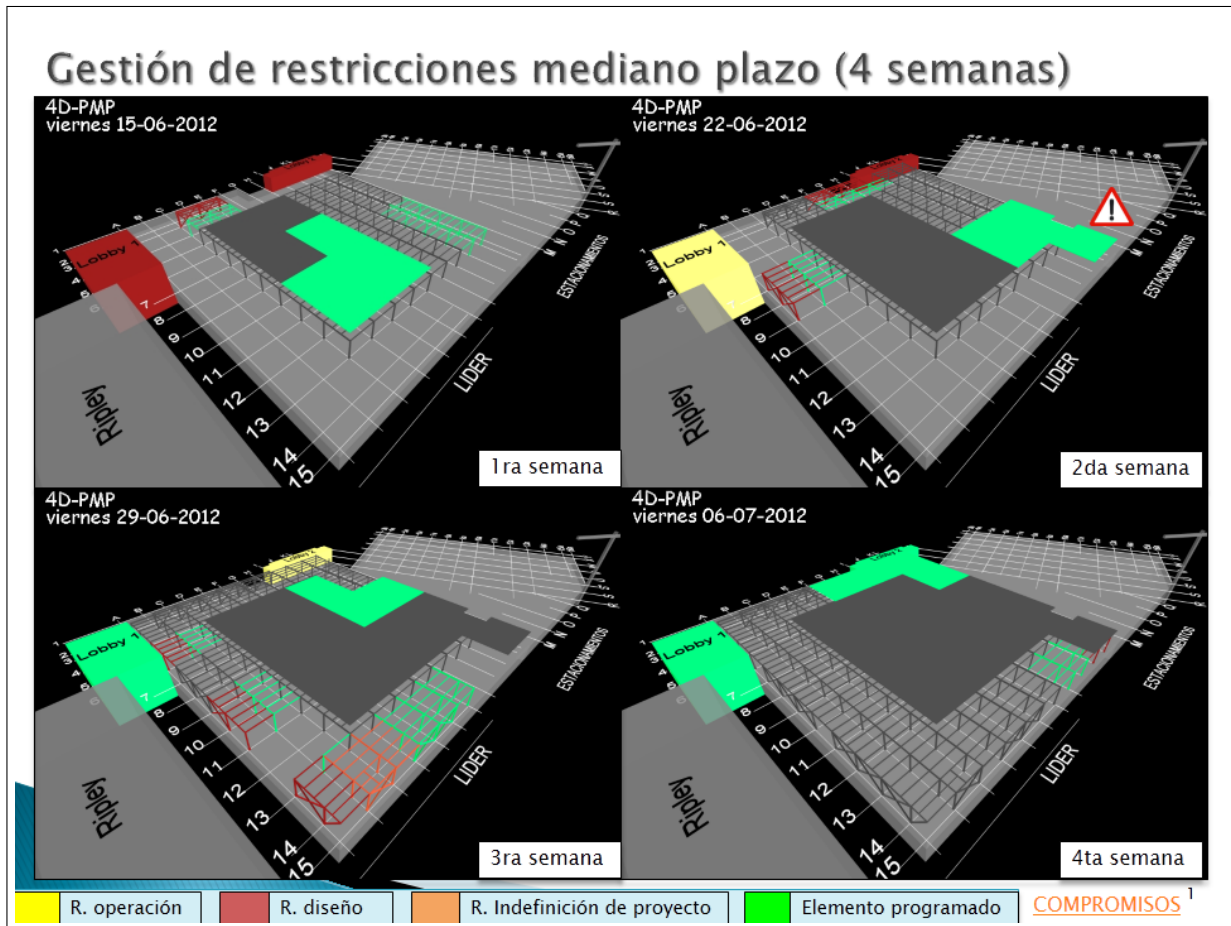 Gestión de restricciones mediano plazo (4 semanas)
4D-PMP
viernes 15-06-2012
Lobby 1
Ripley
7
8
9
10
11
12
13
14
15
LIDER
ESTACIONAMENTOS
M N O P Q
1ra semana
4D-PMP
viernes 22-06-2012
Lobby 1
Ripley
7
8
9
10
11
12
13
14
15
LIDER
ESTACIONAMENTOS
M N O P Q
!
2da semana
4D-PMP
viernes 29-06-2012
Lobby 1
Ripley
7
8
9
10
11
12
13
14
15
LIDER
ESTACIONAMENTOS
M N O P Q
3ra semana
4D-PMP
viernes 06-07-2012
Lobby 1
Ripley
7
8
9
10
11
12
13
14
15
LIDER
ESTACIONAMENTOS
M N O P Q
4ta semana
R. operación
R. diseño
R. Indefinición de proyecto
Elemento programado
COMPROMISOS 1